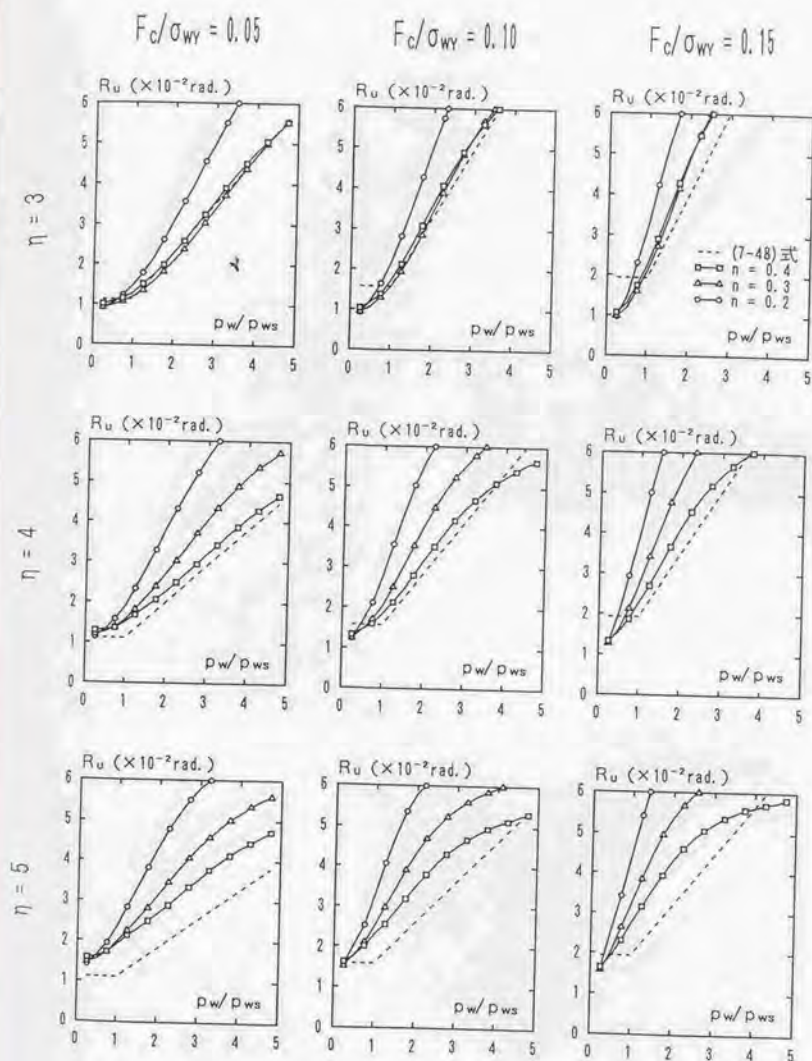 Fc/σWY = 0.05
Fc/σWY = 0.10
Fc/σWY = 0.15
η = 3
Ru (×10⁻²rad.)
6
5
4
3
2
1
0
pw/pws
0 1 2 3 4 5
Ru (×10⁻²rad.)
6
5
4
3
2
1
0
pw/pws
0 1 2 3 4 5
Ru (×10⁻²rad.)
6
5
4
3
2
1
0
(7-48)式
n = 0.4
n = 0.3
n = 0.2
pw/pws
0 1 2 3 4 5
η = 4
Ru (×10⁻²rad.)
6
5
4
3
2
1
0
pw/pws
0 1 2 3 4 5
Ru (×10⁻²rad.)
6
5
4
3
2
1
0
pw/pws
0 1 2 3 4 5
Ru (×10⁻²rad.)
6
5
4
3
2
1
0
pw/pws
0 1 2 3 4 5
η = 5
Ru (×10⁻²rad.)
6
5
4
3
2
1
0
pw/pws
0 1 2 3 4 5
Ru (×10⁻²rad.)
6
5
4
3
2
1
0
pw/pws
0 1 2 3 4 5
Ru (×10⁻²rad.)
6
5
4
3
2
1
0
pw/pws
0 1 2 3 4 5